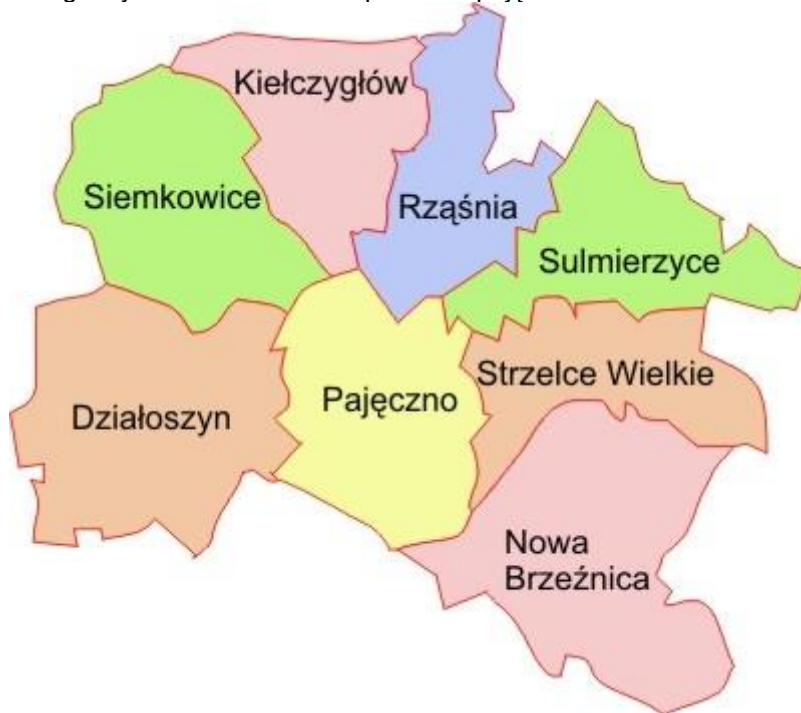 Kiełczygłów
Siemkowice
Rząśnia
Sulmierzyce
Działoszyn
Pajęczno
Strzelce Wielkie
Nowa
Brzeźnica